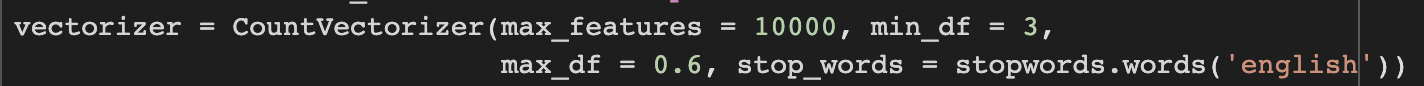 vectorizer = CountVectorizer(max_features = 10000, min_df = 3,
max_df = 0.6, stop_words = stopwords.words('english'))